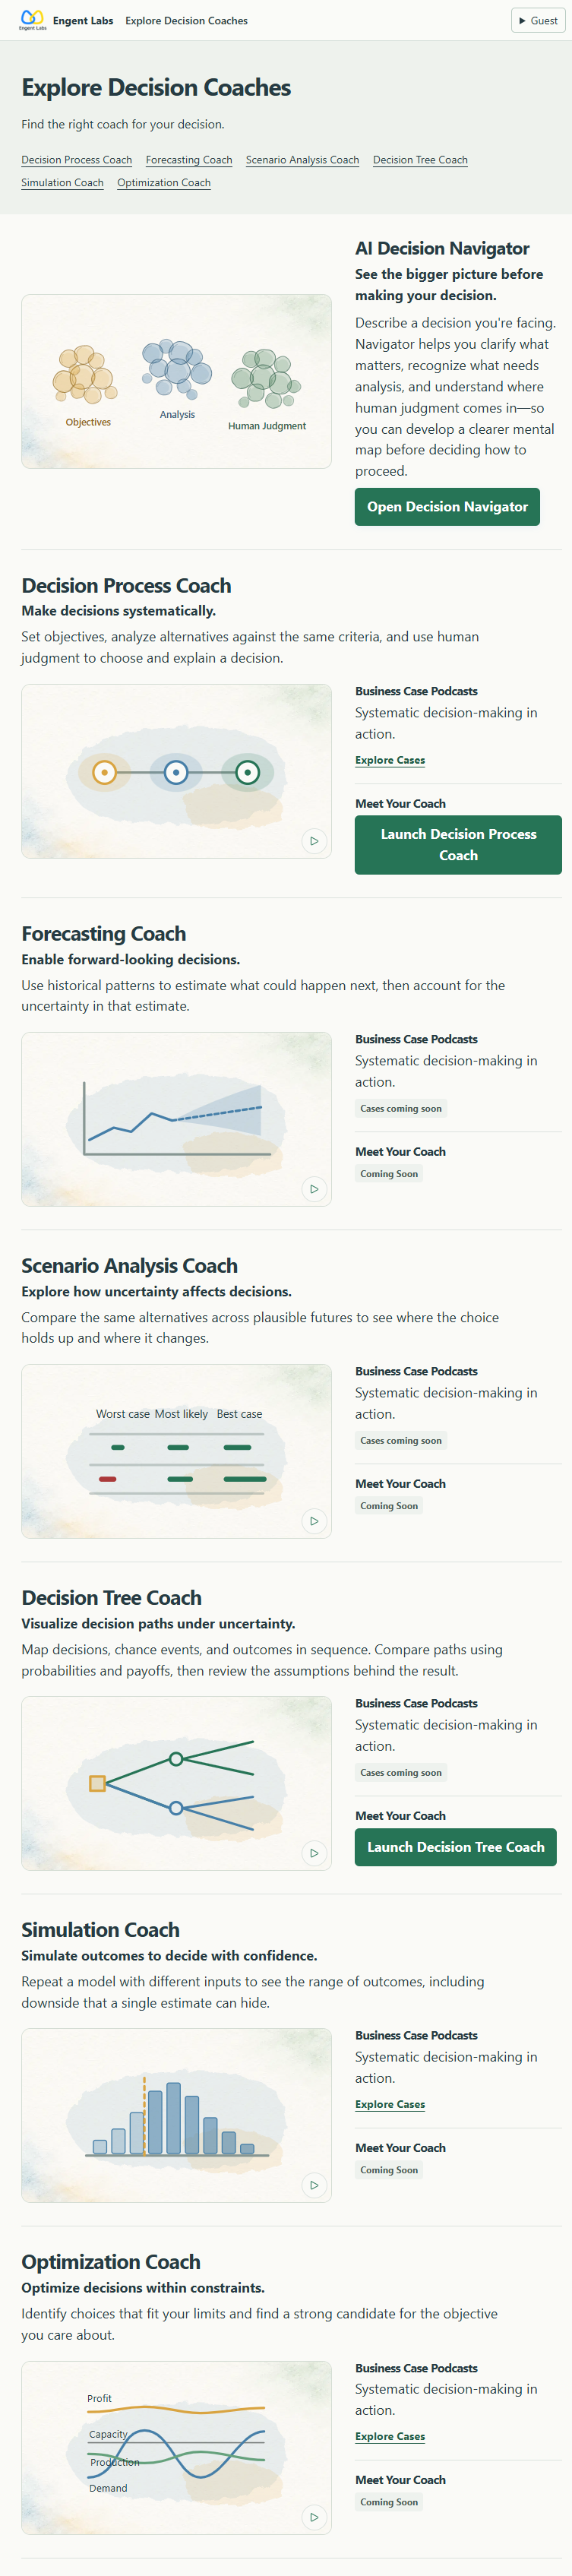 Engent Labs
Engent Labs Explore Decision Coaches
Guest
Explore Decision Coaches
Find the right coach for your decision.
Decision Process Coach Forecasting Coach Scenario Analysis Coach Decision Tree Coach
Simulation Coach Optimization Coach
Objectives
Analysis
Human Judgment
AI Decision Navigator
See the bigger picture before
making your decision.
Describe a decision you're facing.
Navigator helps you clarify what
matters, recognize what needs
analysis, and understand where
human judgment comes in—so
you can develop a clearer mental
map before deciding how to
proceed.
Open Decision Navigator
Decision Process Coach
Make decisions systematically.
Set objectives, analyze alternatives against the same criteria, and use human
judgment to choose and explain a decision.
Business Case Podcasts
Systematic decision-making in
action.
Explore Cases
Meet Your Coach
Launch Decision Process
Coach
Forecasting Coach
Enable forward-looking decisions.
Use historical patterns to estimate what could happen next, then account for the
uncertainty in that estimate.
Business Case Podcasts
Systematic decision-making in
action.
Cases coming soon
Meet Your Coach
Coming Soon
Scenario Analysis Coach
Explore how uncertainty affects decisions.
Compare the same alternatives across plausible futures to see where the choice
holds up and where it changes.
Worst case Most likely Best case
Business Case Podcasts
Systematic decision-making in
action.
Cases coming soon
Meet Your Coach
Coming Soon
Decision Tree Coach
Visualize decision paths under uncertainty.
Map decisions, chance events, and outcomes in sequence. Compare paths using
probabilities and payoffs, then review the assumptions behind the result.
Business Case Podcasts
Systematic decision-making in
action.
Cases coming soon
Meet Your Coach
Launch Decision Tree Coach
Simulation Coach
Simulate outcomes to decide with confidence.
Repeat a model with different inputs to see the range of outcomes, including
downside that a single estimate can hide.
Business Case Podcasts
Systematic decision-making in
action.
Explore Cases
Meet Your Coach
Coming Soon
Optimization Coach
Optimize decisions within constraints.
Identify choices that fit your limits and find a strong candidate for the objective
you care about.
Profit
Capacity
Production
Demand
Business Case Podcasts
Systematic decision-making in
action.
Explore Cases
Meet Your Coach
Coming Soon